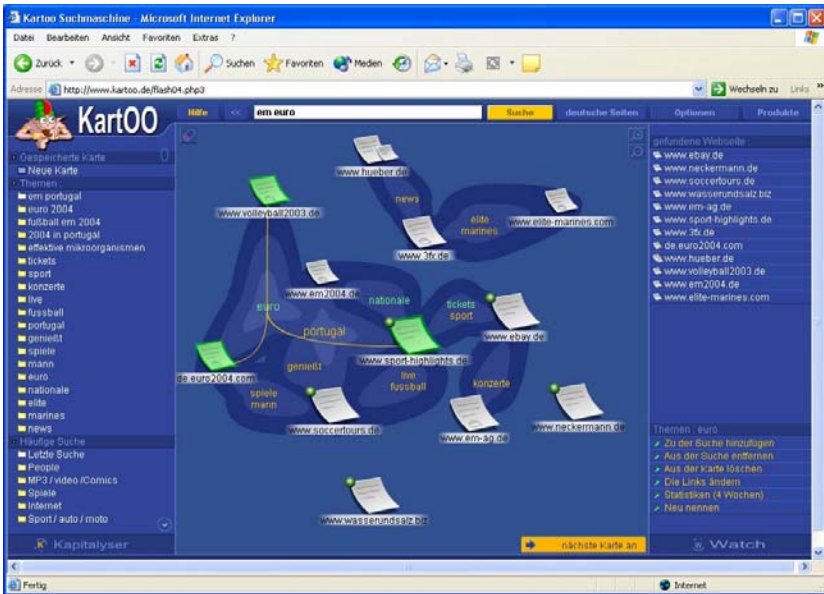 Kartoo Suchmaschine - Microsoft Internet Explorer
Datei Bearbeiten Ansicht Favoriten Extras ?
Zurück Suchen Favoriten Medien
Adresse http://www.kartoo.de/flash04.php3 Wechseln zu Links »
KartOO
Hilfe << em euro Suche deutsche Seiten Optionen Produkte
Gespeicherte Karte
Neue Karte
Themen :
em portugal
euro 2004
fußball em 2004
2004 in portugal
effektive mikroorganismen
tickets
sport
konzerte
live
fussball
portugal
genießt
spiele
mann
euro
nationale
elite
marines
news
Häufige Suche
Letzte Suche
People
MP3 / video /Comics
Spiele
Internet
Sport / auto / moto
Kapitalyser
www.hueber.de
www.volleyball2003.de
news
elite
marines
www.elite-marines.com
www.3fx.de
www.em2004.de
euro
nationale
tickets
sport
portugal
www.ebay.de
www.sport-highlights.de
de.euro2004.com
genießt
live
fussball
spiele
mann
konzerte
www.soccertours.de
www.em-ag.de
www.neckermann.de
www.wasserundsalz.biz
nächste Karte an
gefundene Webseite
www.ebay.de
www.neckermann.de
www.soccertours.de
www.wasserundsalz.biz
www.em-ag.de
www.sport-highlights.de
www.3fx.de
de.euro2004.com
www.hueber.de
www.volleyball2003.de
www.em2004.de
www.elite-marines.com
Themen : euro
Zu der Suche hinzufügen
Aus der Suche entfernen
Aus der Karte löschen
Die Links ändern
Statistiken (4 Wochen)
Neu nennen
Watch
Fertig Internet